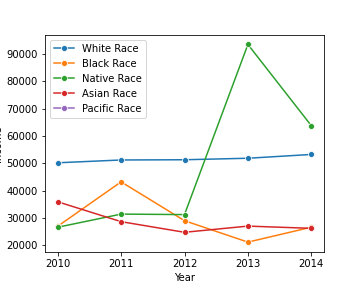 White Race
Black Race
Native Race
Asian Race
Pacific Race
90000
80000
70000
60000
50000
40000
30000
20000
2010
2011
2012
2013
2014
Year